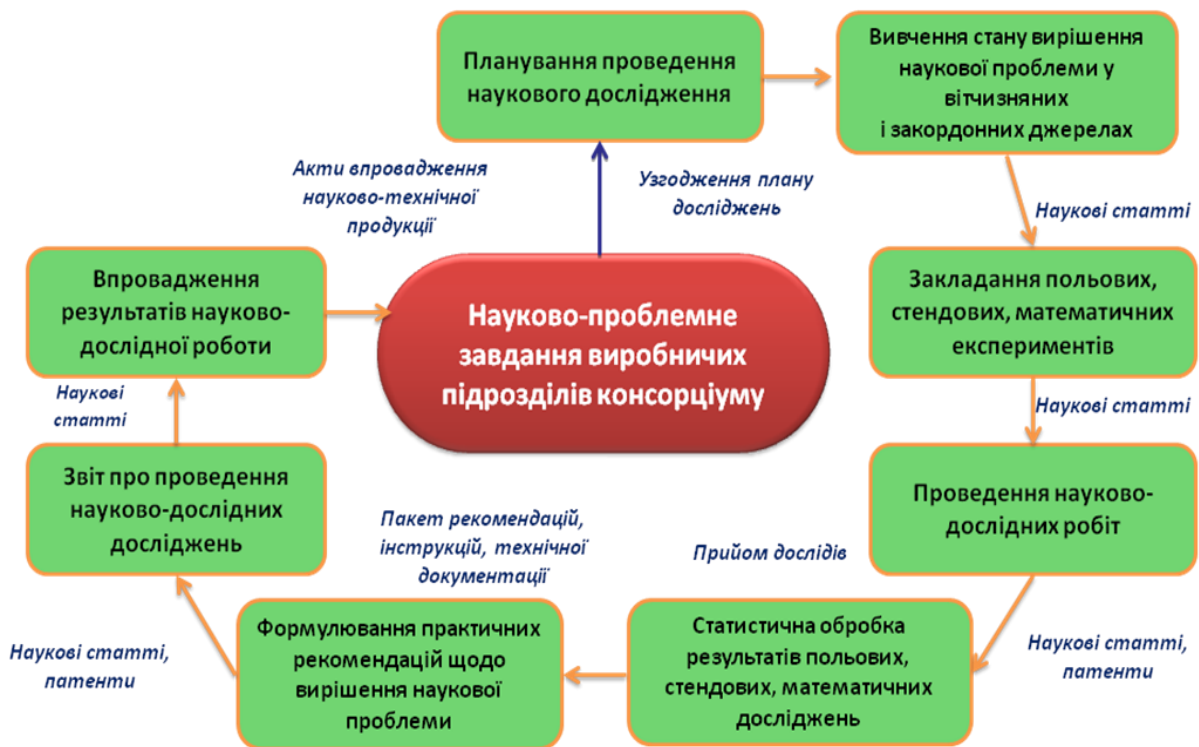 Планування проведення
наукового дослідження
Вивчення стану вирішення
наукової проблеми у
вітчизняних
і закордонних джерелах
Акти впровадження
науково-технічної
продукції
Узгодження плану
досліджень
Наукові статті
Впровадження
результатів науково-
дослідної роботи
Науково-проблемне
завдання виробничих
підрозділів консорціуму
Закладання польових,
стендових, математичних
експериментів
Наукові
статті
Наукові статті
Звіт про проведення
науково-дослідних
досліджень
Проведення науково-
дослідних робіт
Пакет рекомендацій,
інструкцій, технічної
документації
Прийом дослідів
Наукові статті,
патенти
Формулювання практичних
рекомендацій щодо
вирішення наукової
проблеми
Статистична обробка
результатів польових,
стендових, математичних
досліджень
Наукові статті,
патенти